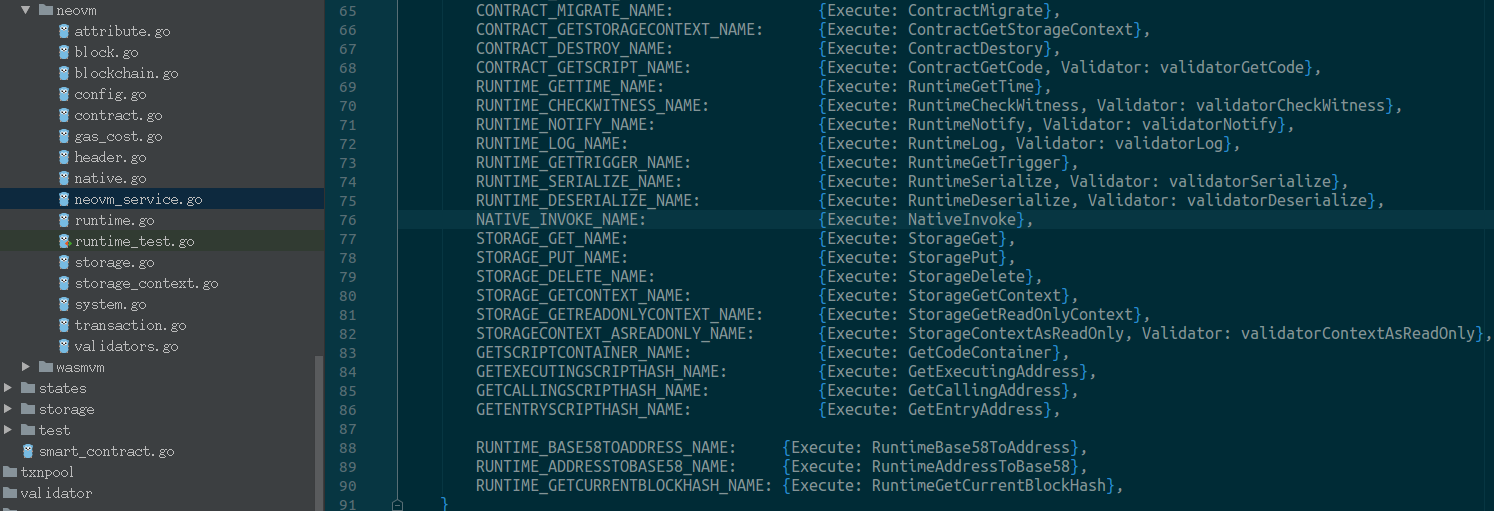 neovm
attribute.go
block.go
blockchain.go
config.go
contract.go
gas_cost.go
header.go
native.go
neovm_service.go
runtime.go
runtime_test.go
storage.go
storage_context.go
system.go
transaction.go
validators.go
wasmvm
states
storage
test
smart_contract.go
txnpool
validator
65 CONTRACT_MIGRATE_NAME: {Execute: ContractMigrate},
66 CONTRACT_GETSTORAGECONTEXT_NAME: {Execute: ContractGetStorageContext},
67 CONTRACT_DESTROY_NAME: {Execute: ContractDestory},
68 CONTRACT_GETSCRIPT_NAME: {Execute: ContractGetCode, Validator: validatorGetCode},
69 RUNTIME_GETTIME_NAME: {Execute: RuntimeGetTime},
70 RUNTIME_CHECKWITNESS_NAME: {Execute: RuntimeCheckWitness, Validator: validatorCheckWitness},
71 RUNTIME_NOTIFY_NAME: {Execute: RuntimeNotify, Validator: validatorNotify},
72 RUNTIME_LOG_NAME: {Execute: RuntimeLog, Validator: validatorLog},
73 RUNTIME_GETTRIGGER_NAME: {Execute: RuntimeGetTrigger},
74 RUNTIME_SERIALIZE_NAME: {Execute: RuntimeSerialize, Validator: validatorSerialize},
75 RUNTIME_DESERIALIZE_NAME: {Execute: RuntimeDeserialize, Validator: validatorDeserialize},
76 NATIVE_INVOKE_NAME: {Execute: NativeInvoke},
77 STORAGE_GET_NAME: {Execute: StorageGet},
78 STORAGE_PUT_NAME: {Execute: StoragePut},
79 STORAGE_DELETE_NAME: {Execute: StorageDelete},
80 STORAGE_GETCONTEXT_NAME: {Execute: StorageGetContext},
81 STORAGE_GETREADONLYCONTEXT_NAME: {Execute: StorageGetReadOnlyContext},
82 STORAGECONTEXT_ASREADONLY_NAME: {Execute: StorageContextAsReadOnly, Validator: validatorContextAsReadOnly},
83 GETSCRIPTCONTAINER_NAME: {Execute: GetCodeContainer},
84 GETEXECUTINGSCRIPTHASH_NAME: {Execute: GetExecutingAddress},
85 GETCALLINGSCRIPTHASH_NAME: {Execute: GetCallingAddress},
86 GETENTRYSCRIPTHASH_NAME: {Execute: GetEntryAddress},
87
88 RUNTIME_BASE58TOADDRESS_NAME: {Execute: RuntimeBase58ToAddress},
89 RUNTIME_ADDRESSTOBASE58_NAME: {Execute: RuntimeAddressToBase58},
90 RUNTIME_GETCURRENTBLOCKHASH_NAME: {Execute: RuntimeGetCurrentBlockHash},
91 }